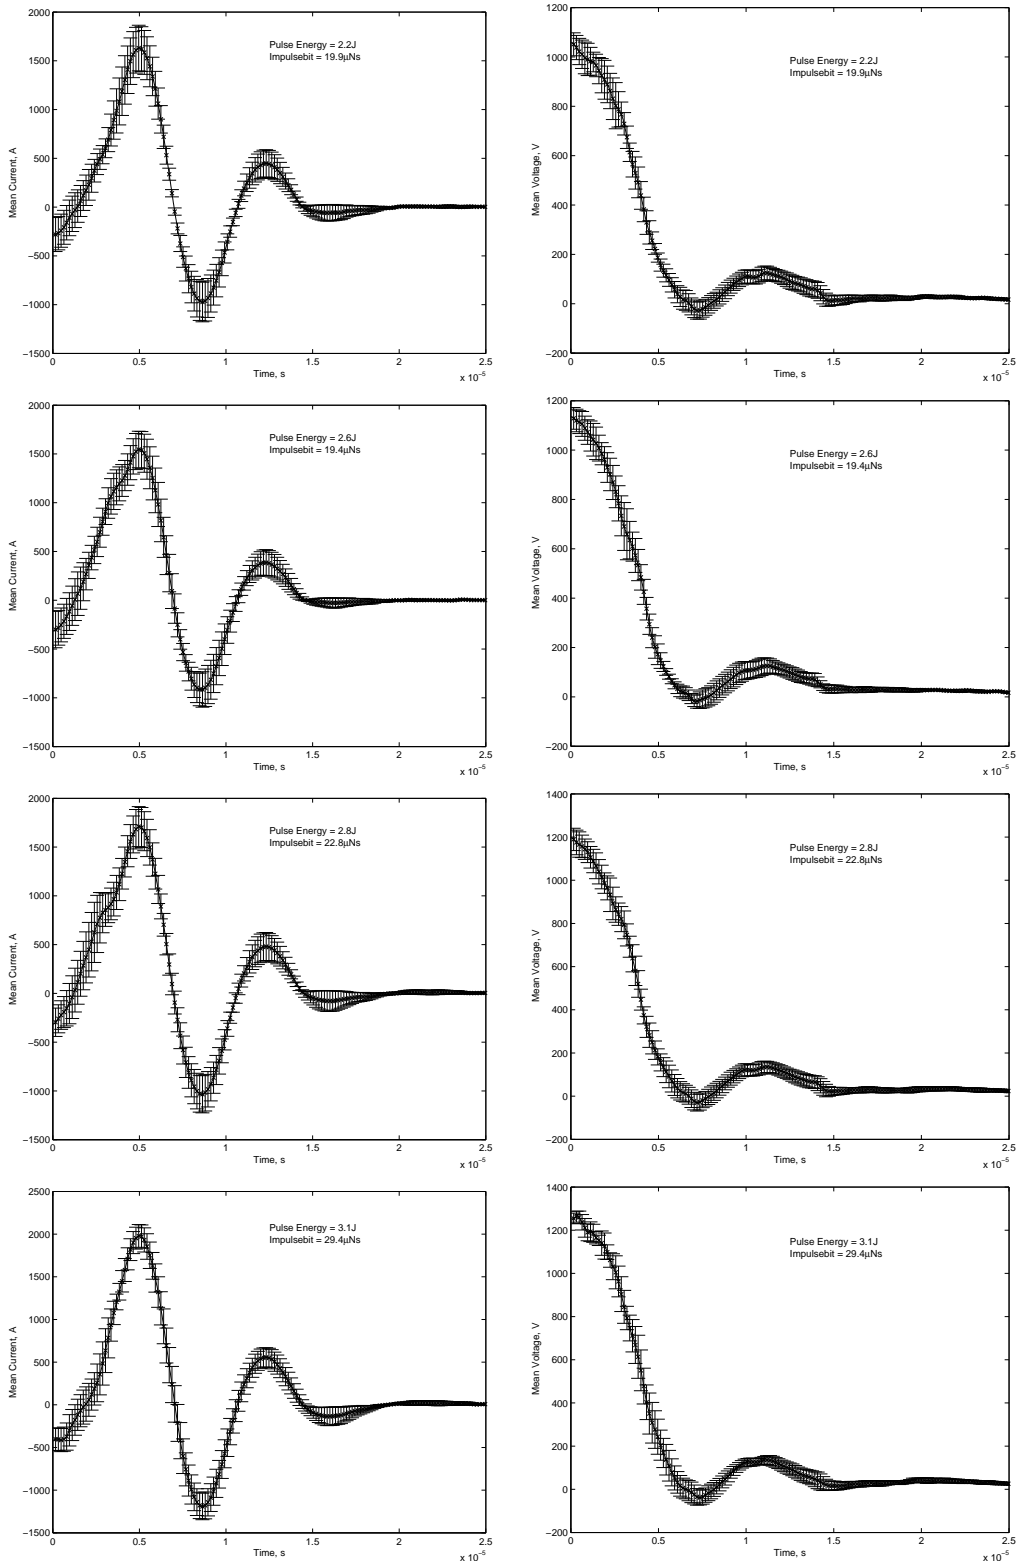 2000
1500
1000
500
0
−500
−1000
−1500
Mean Current, A
Pulse Energy = 2.2J
Impulsebit = 19.9μNs
0 0.5 1 1.5 2 2.5
Time, s
x 10⁻⁵
1200
1000
800
600
400
200
0
−200
Mean Voltage, V
Pulse Energy = 2.2J
Impulsebit = 19.9μNs
0 0.5 1 1.5 2 2.5
Time, s
x 10⁻⁵
2000
1500
1000
500
0
−500
−1000
−1500
Mean Current, A
Pulse Energy = 2.6J
Impulsebit = 19.4μNs
0 0.5 1 1.5 2 2.5
Time, s
x 10⁻⁵
1200
1000
800
600
400
200
0
−200
Mean Voltage, V
Pulse Energy = 2.6J
Impulsebit = 19.4μNs
0 0.5 1 1.5 2 2.5
Time, s
x 10⁻⁵
2000
1500
1000
500
0
−500
−1000
−1500
Mean Current, A
Pulse Energy = 2.8J
Impulsebit = 22.8μNs
0 0.5 1 1.5 2 2.5
Time, s
x 10⁻⁵
1400
1200
1000
800
600
400
200
0
−200
Mean Voltage, V
Pulse Energy = 2.8J
Impulsebit = 22.8μNs
0 0.5 1 1.5 2 2.5
Time, s
x 10⁻⁵
2500
2000
1500
1000
500
0
−500
−1000
−1500
Mean Current, A
Pulse Energy = 3.1J
Impulsebit = 29.4μNs
0 0.5 1 1.5 2 2.5
Time, s
x 10⁻⁵
1400
1200
1000
800
600
400
200
0
−200
Mean Voltage, V
Pulse Energy = 3.1J
Impulsebit = 29.4μNs
0 0.5 1 1.5 2 2.5
Time, s
x 10⁻⁵